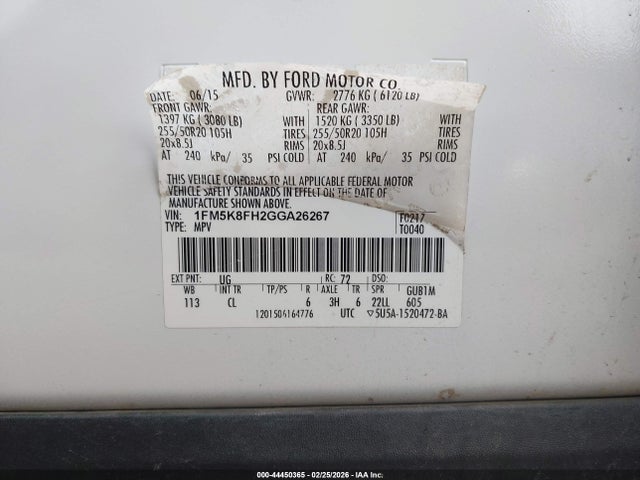 MFD. BY FORD MOTOR CO.
DATE: 06/15 GVWR: 2776 KG ( 6120 LB)
FRONT GAWR: REAR GAWR:
1397 KG ( 3080 LB) WITH 1520 KG ( 3350 LB) WITH
255/50R20 105H TIRES 255/50R20 105H TIRES
20x8.5J RIMS 20x8.5J RIMS
AT 240 kPa/ 35 PSI COLD AT 240 kPa/ 35 PSI COLD
THIS VEHICLE CONFORMS TO ALL APPLICABLE FEDERAL MOTOR
VEHICLE SAFETY STANDARDS IN EFFECT ON THE DATE OF
MANUFACTURE SHOWN ABOVE.
VIN: 1FM5K8FH2GGA26267 F0217
TYPE: MPV T0040
EXT PNT: UG RC: 72 DSO:
WB INT TR TP/PS R AXLE TR SPR GUB1M
113 CL 6 3H 6 22LL 605
1201506164776 UTC ▽5U5A-1520472-BA
000-44450365 - 02/25/2026 - IAA Inc.